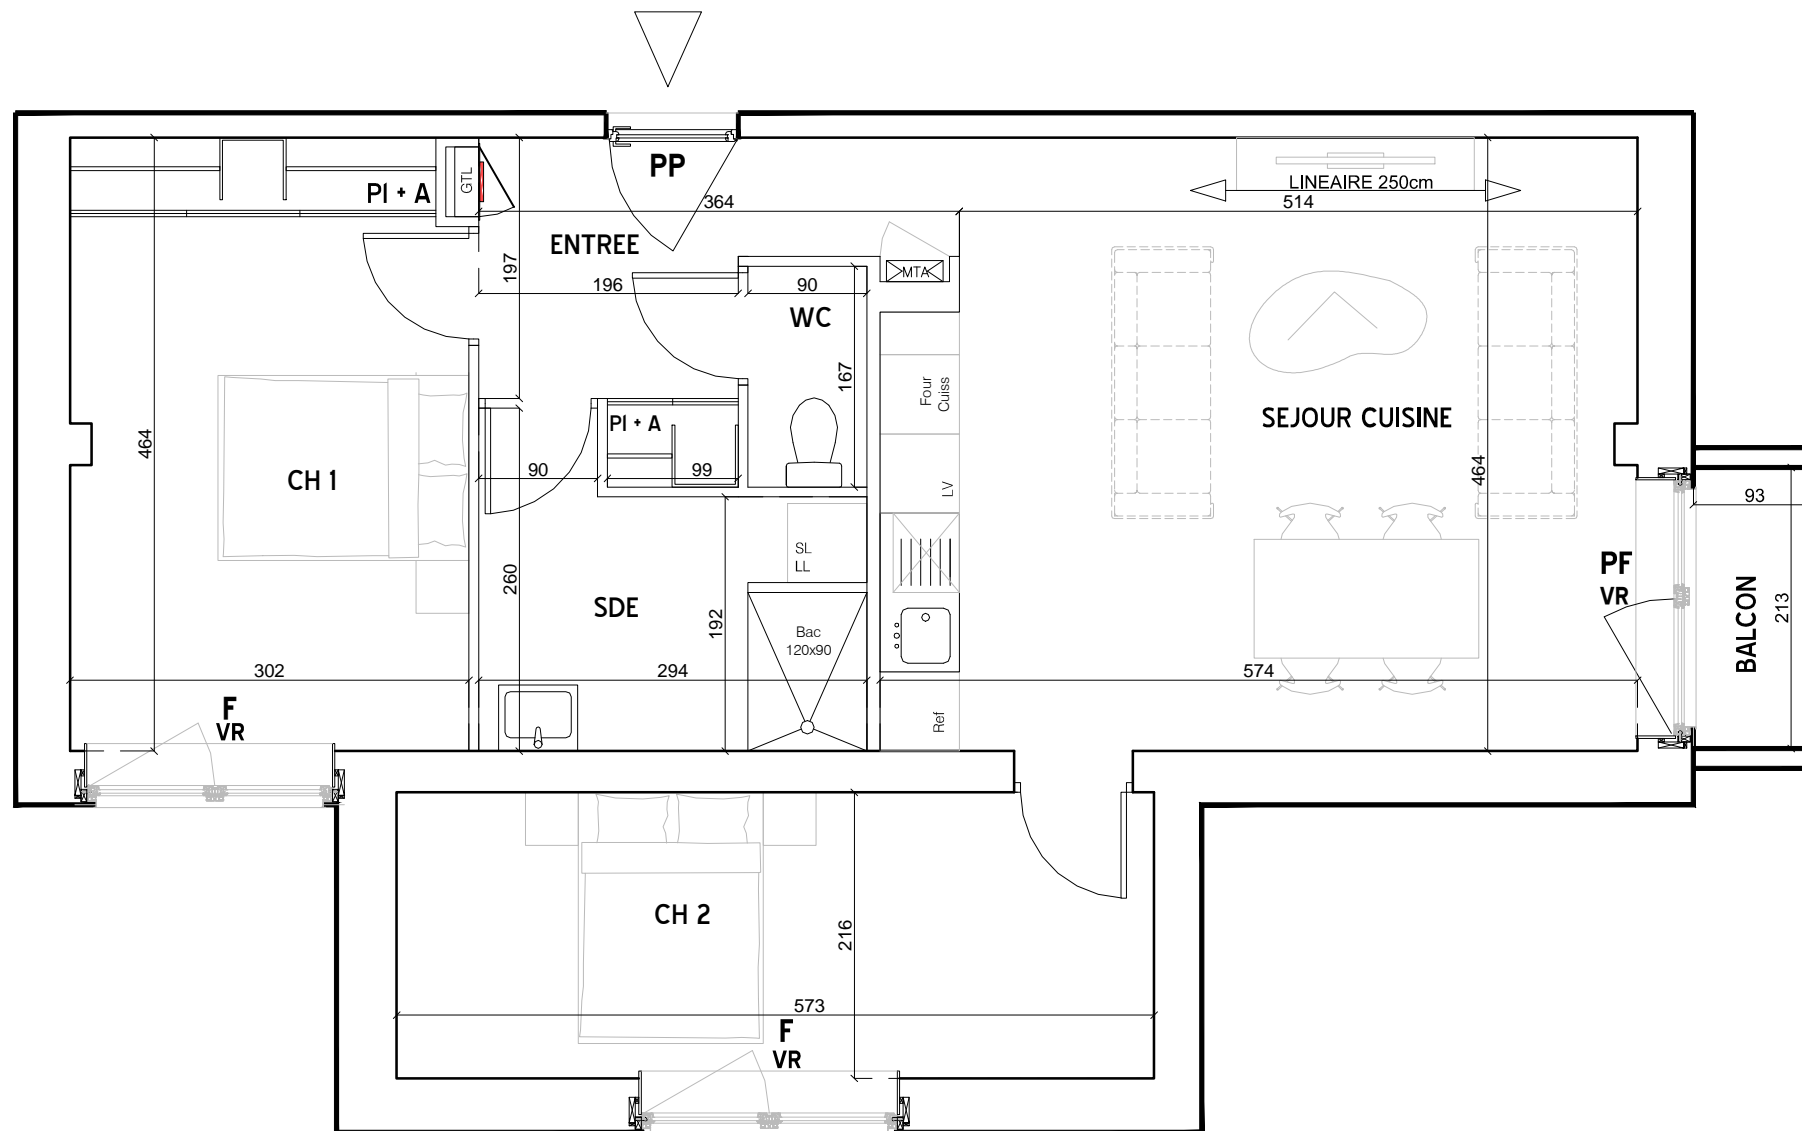 PP
GTL
PI + A
LINEAIRE 250cm
364
514
ENTREE
197
MTA
196
90
WC
167
Four
Cuiss
SEJOUR CUISINE
PI + A
464
464
CH 1
90
99
LV
93
SL
LL
PF
VR
260
SDE
192
BALCON
213
Bac
120x90
302
294
574
F
VR
Ref
CH 2
216
573
F
VR